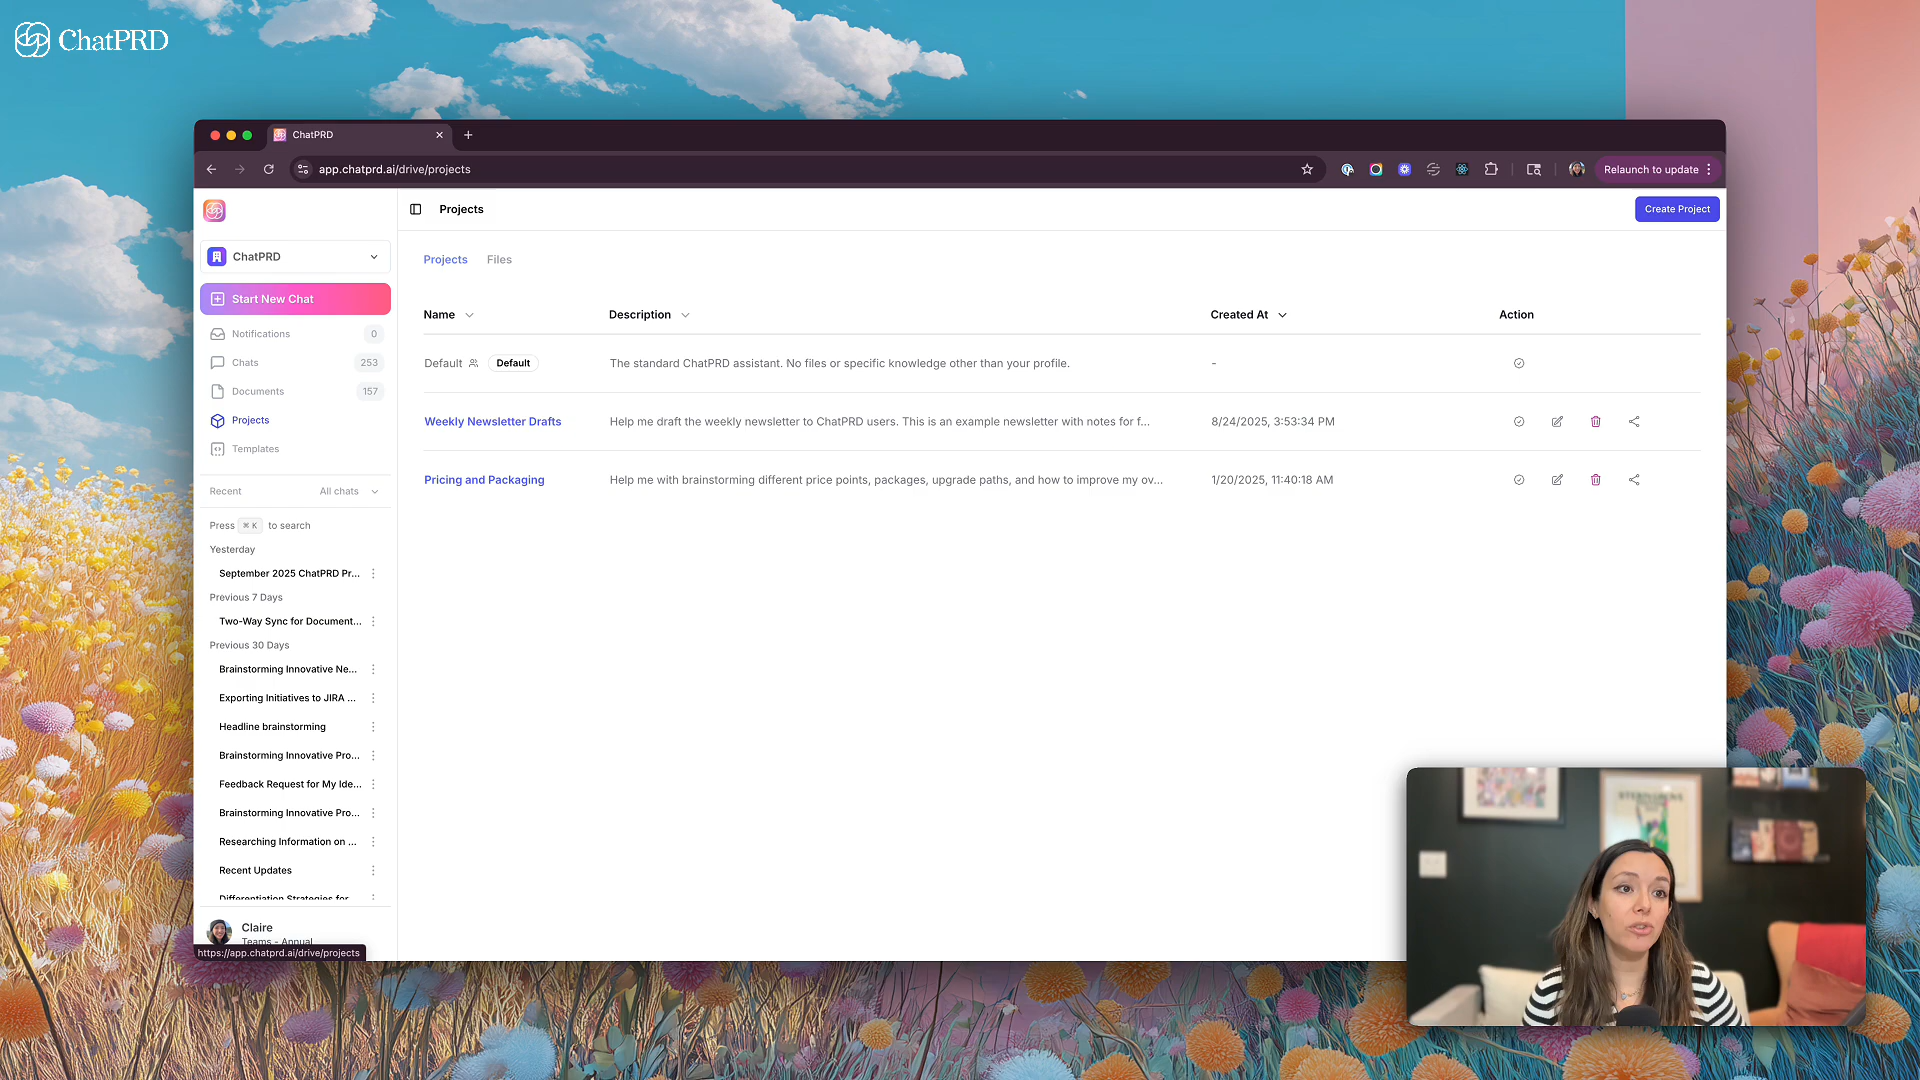 ChatPRD
ChatPRD
app.chatprd.ai/drive/projects
Relaunch to update
Projects
Create Project
ChatPRD
Start New Chat
Notifications 0
Chats 253
Documents 157
Projects
Templates
Recent All chats
Press ⌘ K to search
Yesterday
September 2025 ChatPRD Pr...
Previous 7 Days
Two-Way Sync for Document...
Previous 30 Days
Brainstorming Innovative Ne...
Exporting Initiatives to JIRA ...
Headline brainstorming
Brainstorming Innovative Pro...
Feedback Request for My Ide...
Brainstorming Innovative Pro...
Researching Information on ...
Recent Updates
Differentiation Strategies for
Claire
Teams - Annual
https://app.chatprd.ai/drive/projects
Projects Files
Name Description Created At Action
Default Default The standard ChatPRD assistant. No files or specific knowledge other than your profile. -
Weekly Newsletter Drafts Help me draft the weekly newsletter to ChatPRD users. This is an example newsletter with notes for f... 8/24/2025, 3:53:34 PM
Pricing and Packaging Help me with brainstorming different price points, packages, upgrade paths, and how to improve my ov... 1/20/2025, 11:40:18 AM